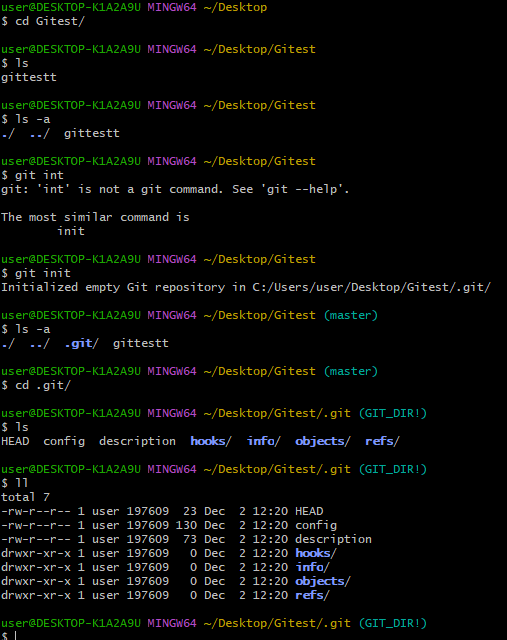 user@DESKTOP-K1A2A9U MINGW64 ~/Desktop
$ cd Gitest/
user@DESKTOP-K1A2A9U MINGW64 ~/Desktop/Gitest
$ ls
gittestt
user@DESKTOP-K1A2A9U MINGW64 ~/Desktop/Gitest
$ ls -a
./  ../  gittestt
user@DESKTOP-K1A2A9U MINGW64 ~/Desktop/Gitest
$ git int
git: 'int' is not a git command. See 'git --help'.
The most similar command is
        init
user@DESKTOP-K1A2A9U MINGW64 ~/Desktop/Gitest
$ git init
Initialized empty Git repository in C:/Users/user/Desktop/Gitest/.git/
user@DESKTOP-K1A2A9U MINGW64 ~/Desktop/Gitest (master)
$ ls -a
./  ../  .git/  gittestt
user@DESKTOP-K1A2A9U MINGW64 ~/Desktop/Gitest (master)
$ cd .git/
user@DESKTOP-K1A2A9U MINGW64 ~/Desktop/Gitest/.git (GIT_DIR!)
$ ls
HEAD  config  description  hooks/  info/  objects/  refs/
user@DESKTOP-K1A2A9U MINGW64 ~/Desktop/Gitest/.git (GIT_DIR!)
$ ll
total 7
-rw-r--r-- 1 user 197609  23 Dec  2 12:20 HEAD
-rw-r--r-- 1 user 197609 130 Dec  2 12:20 config
-rw-r--r-- 1 user 197609  73 Dec  2 12:20 description
drwxr-xr-x 1 user 197609   0 Dec  2 12:20 hooks/
drwxr-xr-x 1 user 197609   0 Dec  2 12:20 info/
drwxr-xr-x 1 user 197609   0 Dec  2 12:20 objects/
drwxr-xr-x 1 user 197609   0 Dec  2 12:20 refs/
user@DESKTOP-K1A2A9U MINGW64 ~/Desktop/Gitest/.git (GIT_DIR!)
$